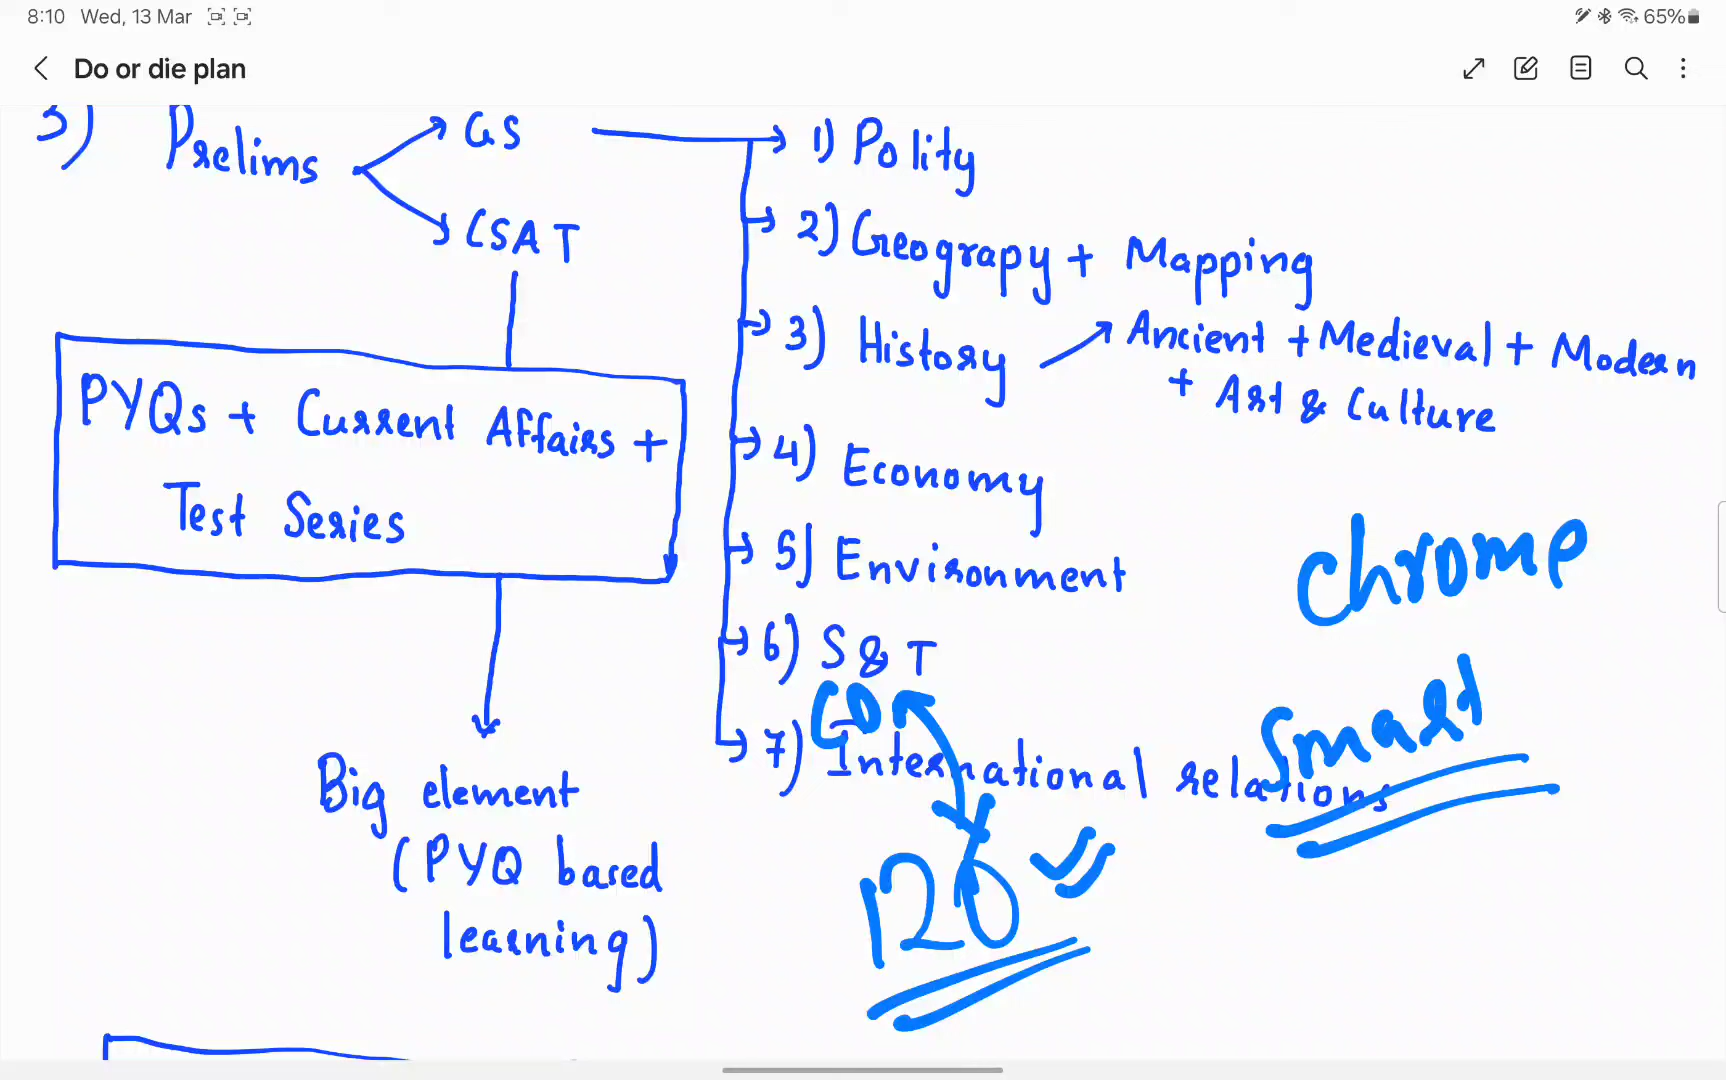 8:10 Wed, 13 Mar 65%
Do or die plan
3) Prelims
GS
CSAT
PYQs + Current Affairs +
Test Series
Big element
(PYQ based
learning)
1) Polity
2) Geograpy + Mapping
3) History
Ancient + Medieval + Modern
+ Art & Culture
4) Economy
5) Environment
6) S & T
7) International relations
Chrome
Smart
120